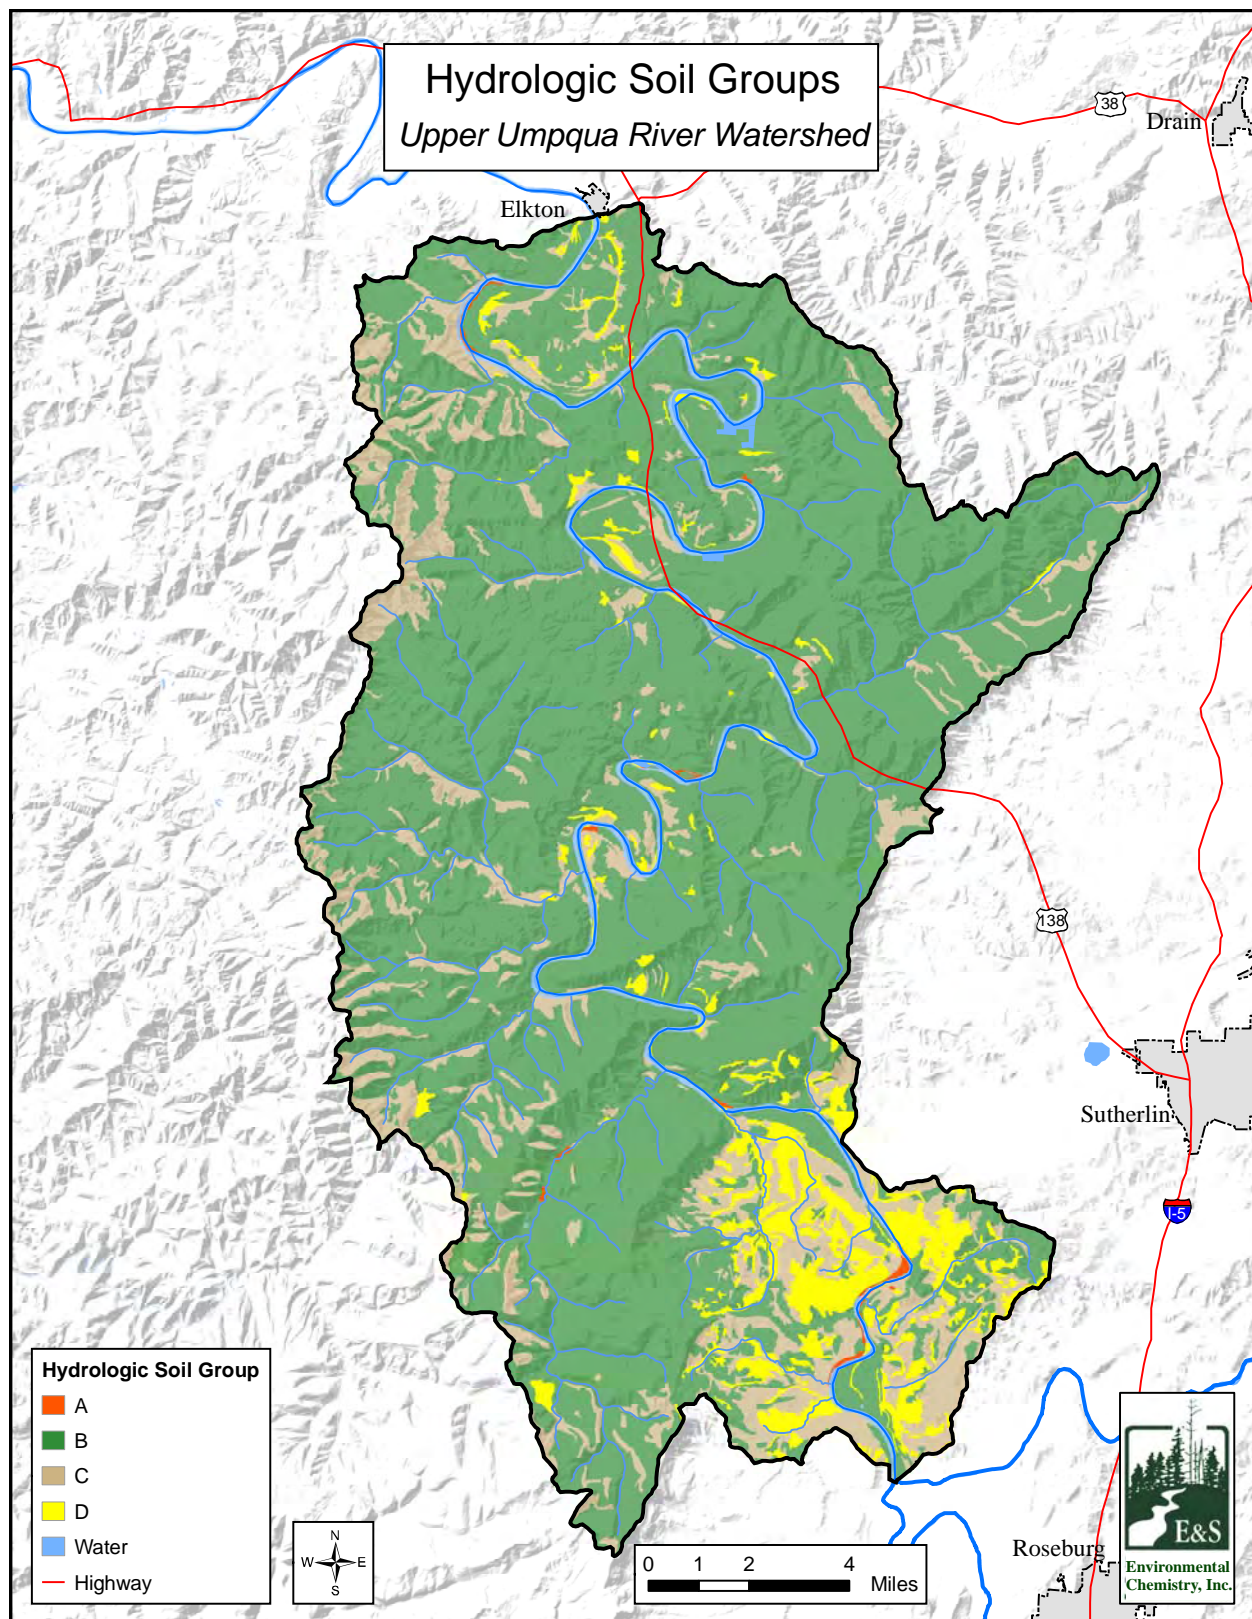 Hydrologic Soil Groups
Upper Umpqua River Watershed
38
Drain
Elkton
138
Sutherlin
I-5
Hydrologic Soil Group
A
B
C
D
Water
Highway
N
W E
S
0 1 2 4
Miles
Roseburg
E&S
Environmental
Chemistry, Inc.